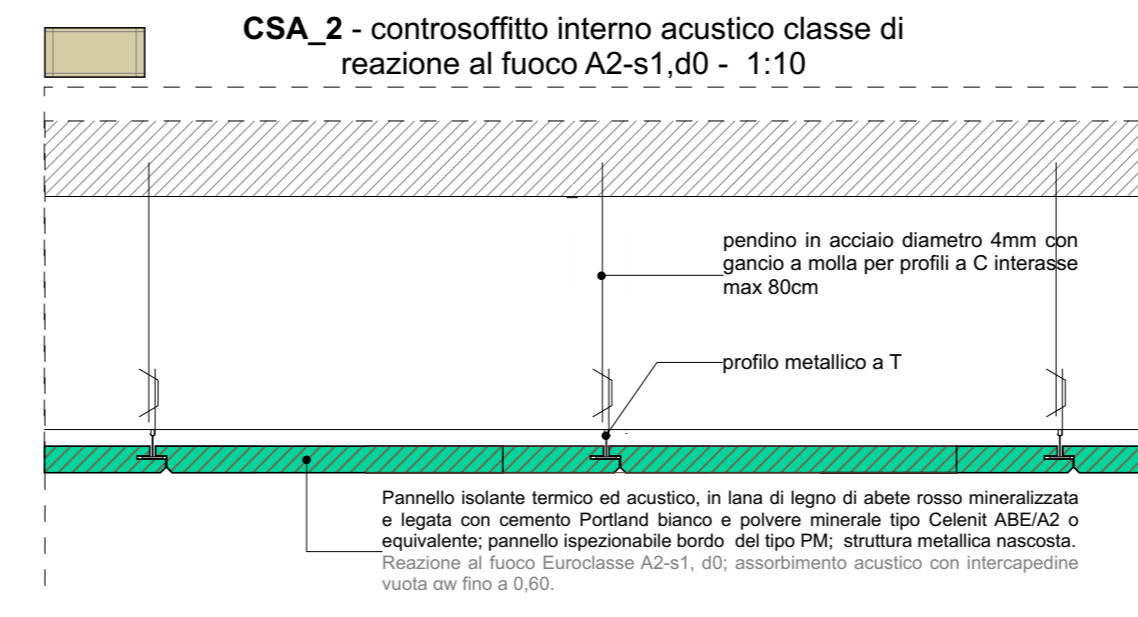 CSA_2 - controsoffitto interno acustico classe di
reazione al fuoco A2-s1,d0 - 1:10
pendino in acciaio diametro 4mm con
gancio a molla per profili a C interasse
max 80cm
profilo metallico a T
Pannello isolante termico ed acustico, in lana di legno di abete rosso mineralizzata
e legata con cemento Portland bianco e polvere minerale tipo Celenit ABE/A2 o
equivalente; pannello ispezionabile bordo del tipo PM; struttura metallica nascosta.
Reazione al fuoco Euroclasse A2-s1, d0; assorbimento acustico con intercapedine
vuota αw fino a 0,60.